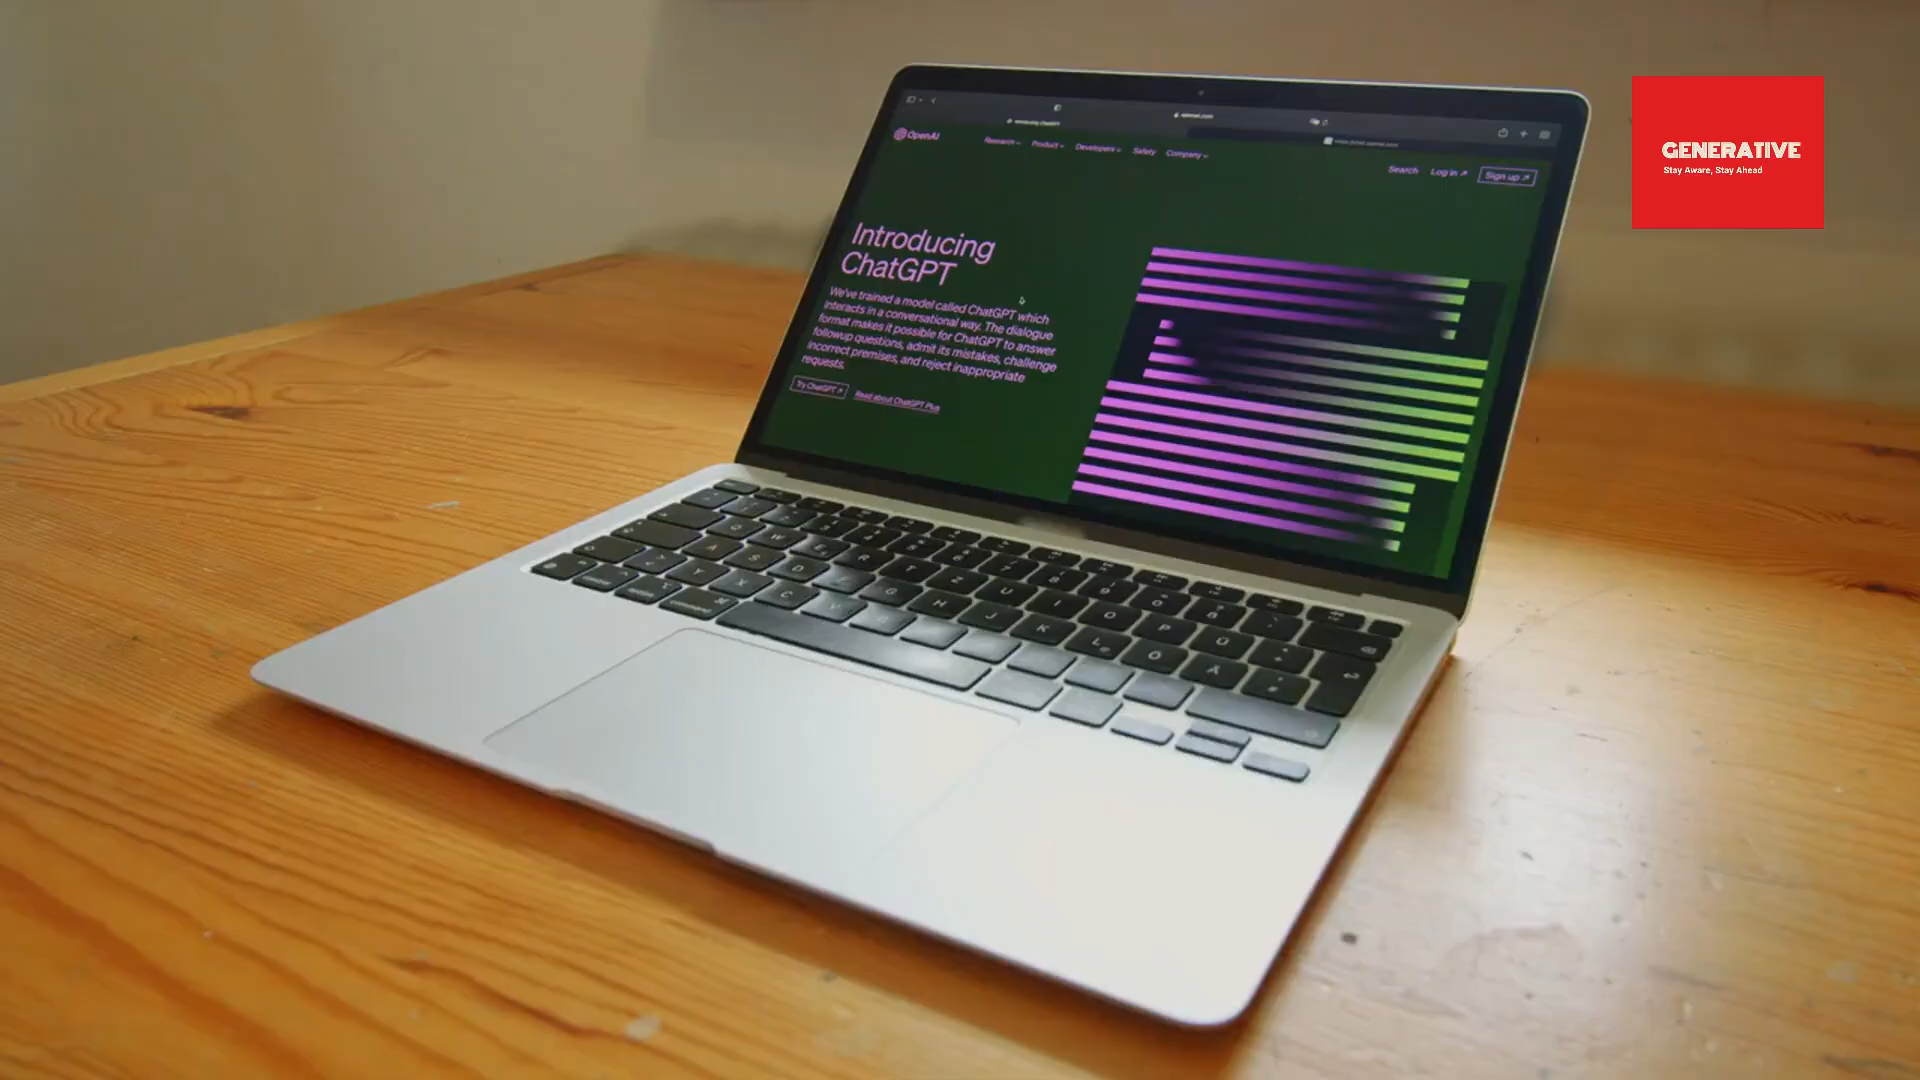 OpenAI
Research Product Developers Safety Company
Search Log in Sign up
Introducing
ChatGPT
We've trained a model called ChatGPT which
interacts in a conversational way. The dialogue
format makes it possible for ChatGPT to answer
followup questions, admit its mistakes, challenge
incorrect premises, and reject inappropriate
requests.
Try ChatGPT Read about ChatGPT Plus
GENERATIVE
Stay Aware, Stay Ahead
command